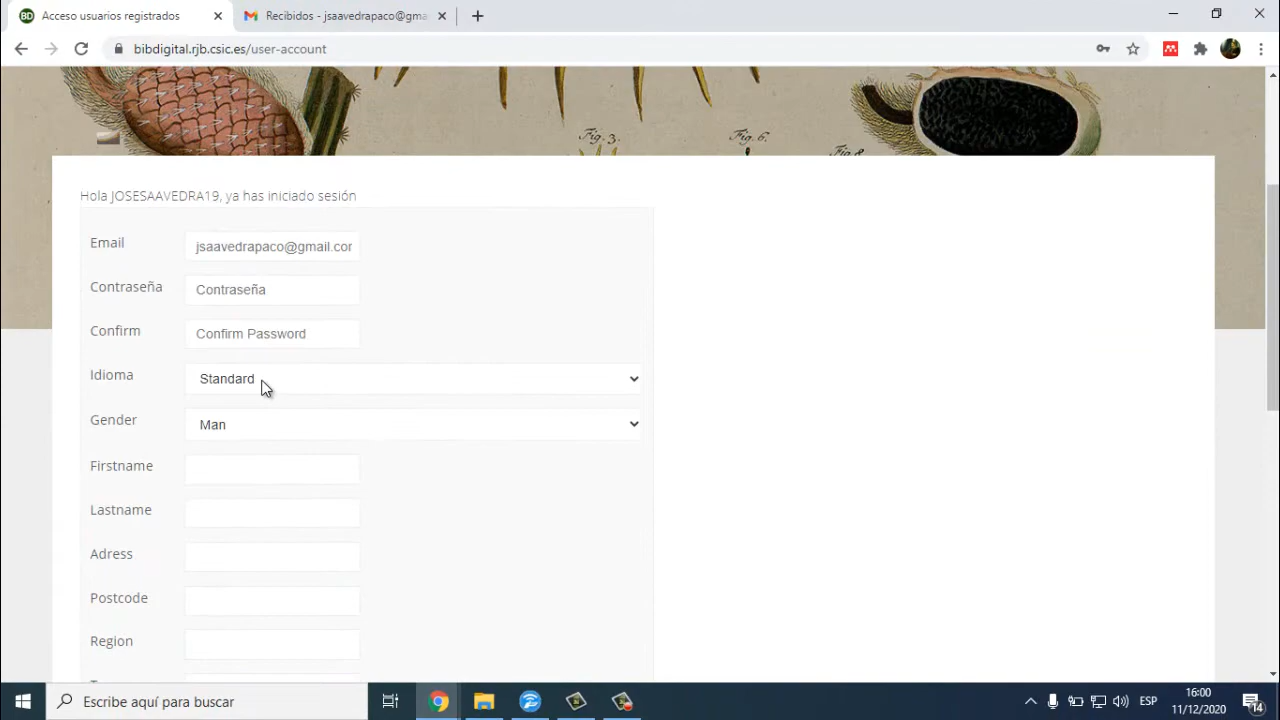 Acceso usuarios registrados
Recibidos - jsaavedrapaco@gma
bibdigital.rjb.csic.es/user-account
Fig. 3.
Fig. 6.
Fig. 8
Hola JOSESAAVEDRA19, ya has iniciado sesión
Email jsaavedrapaco@gmail.cor
Contraseña Contraseña
Confirm Confirm Password
Idioma Standard
Gender Man
Firstname
Lastname
Adress
Postcode
Region
Escribe aquí para buscar
ESP
16:00
11/12/2020
14